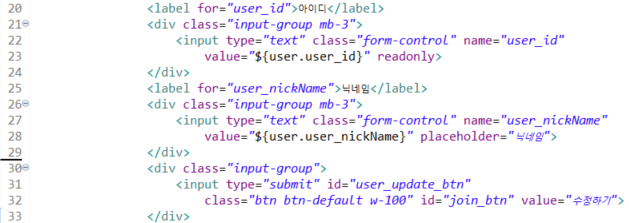 20 <label for="user_id">아이디</label>
21 <div class="input-group mb-3">
22 <input type="text" class="form-control" name="user_id"
23 value="${user.user_id}" readonly>
24 </div>
25 <label for="user_nickName">닉네임</label>
26 <div class="input-group mb-3">
27 <input type="text" class="form-control" name="user_nickName"
28 value="${user.user_nickName}" placeholder="닉네임">
29 </div>
30 <div class="input-group">
31 <input type="submit" id="user_update_btn"
32 class="btn btn-default w-100" id="join_btn" value="수정하기">
33 </div>